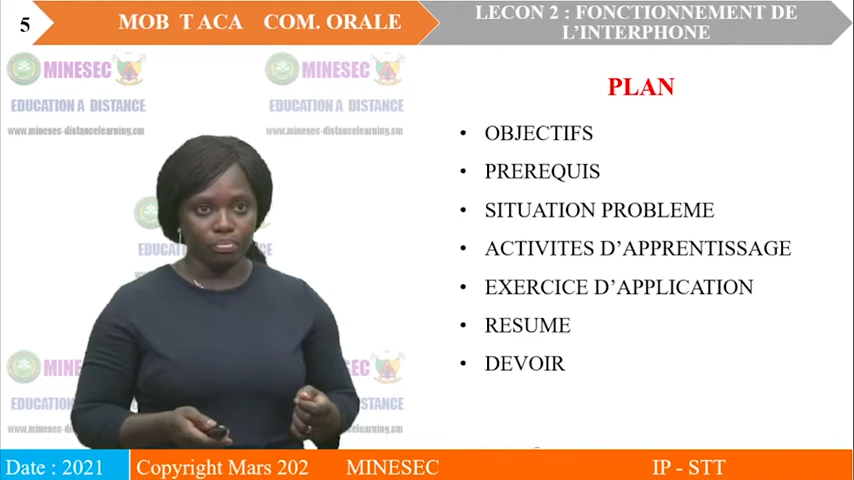 5
MOB T ACA COM. ORALE
LECON 2 : FONCTIONNEMENT DE
L'INTERPHONE
MINESEC
EDUCATION A DISTANCE
www.minesec-distancelearning.cm
MINESEC
EDUCATION A DISTANCE
www.minesec-distancelearning.cm
PLAN
• OBJECTIFS
• PREREQUIS
• SITUATION PROBLEME
• ACTIVITES D'APPRENTISSAGE
• EXERCICE D'APPLICATION
• RESUME
• DEVOIR
Date : 2021
Copyright Mars 202
MINESEC
IP - STT